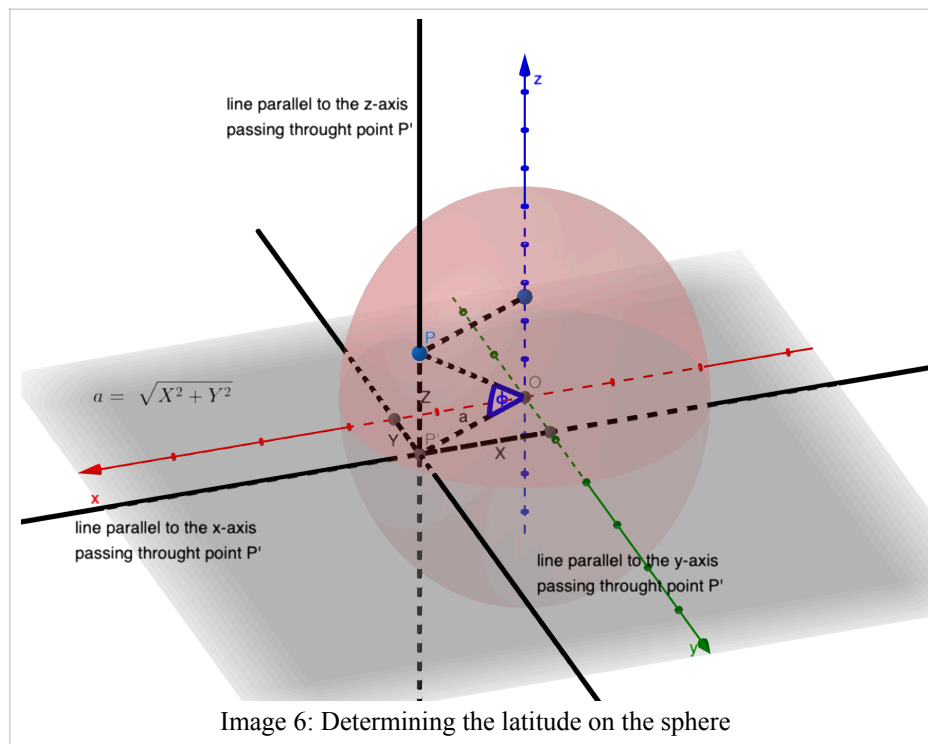 z
line parallel to the z-axis
passing throught point P'
P
O
ϕ
Z
a = √X² + Y²
a
Y
P'
X
x
line parallel to the x-axis
passing throught point P'
line parallel to the y-axis
passing throught point P'
y
Image 6: Determining the latitude on the sphere